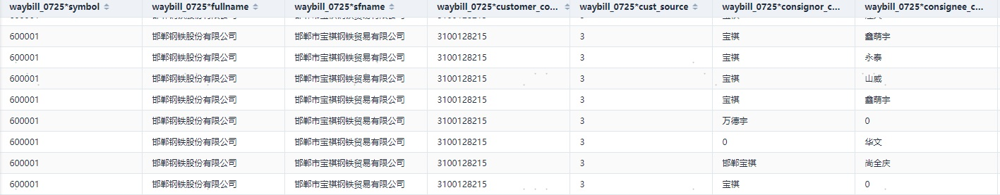 waybill_0725*symbol waybill_0725*fullname waybill_0725*sfname waybill_0725*customer_co... waybill_0725*cust_source waybill_0725*consignor_c... waybill_0725*consignee_c...
600001 邯郸钢铁股份有限公司 邯郸市宝祺钢铁贸易有限公司 3100128215 3 宝祺 鑫萌宇
600001 邯郸钢铁股份有限公司 邯郸市宝祺钢铁贸易有限公司 3100128215 3 宝祺 永泰
600001 邯郸钢铁股份有限公司 邯郸市宝祺钢铁贸易有限公司 3100128215 3 宝祺 山威
600001 邯郸钢铁股份有限公司 邯郸市宝祺钢铁贸易有限公司 3100128215 3 宝祺 鑫萌宇
600001 邯郸钢铁股份有限公司 邯郸市宝祺钢铁贸易有限公司 3100128215 3 万德宇 0
600001 邯郸钢铁股份有限公司 邯郸市宝祺钢铁贸易有限公司 3100128215 3 0 华文
600001 邯郸钢铁股份有限公司 邯郸市宝祺钢铁贸易有限公司 3100128215 3 邯郸宝祺 尚全庆
600001 邯郸钢铁股份有限公司 邯郸市宝祺钢铁贸易有限公司 3100128215 3 宝祺 0